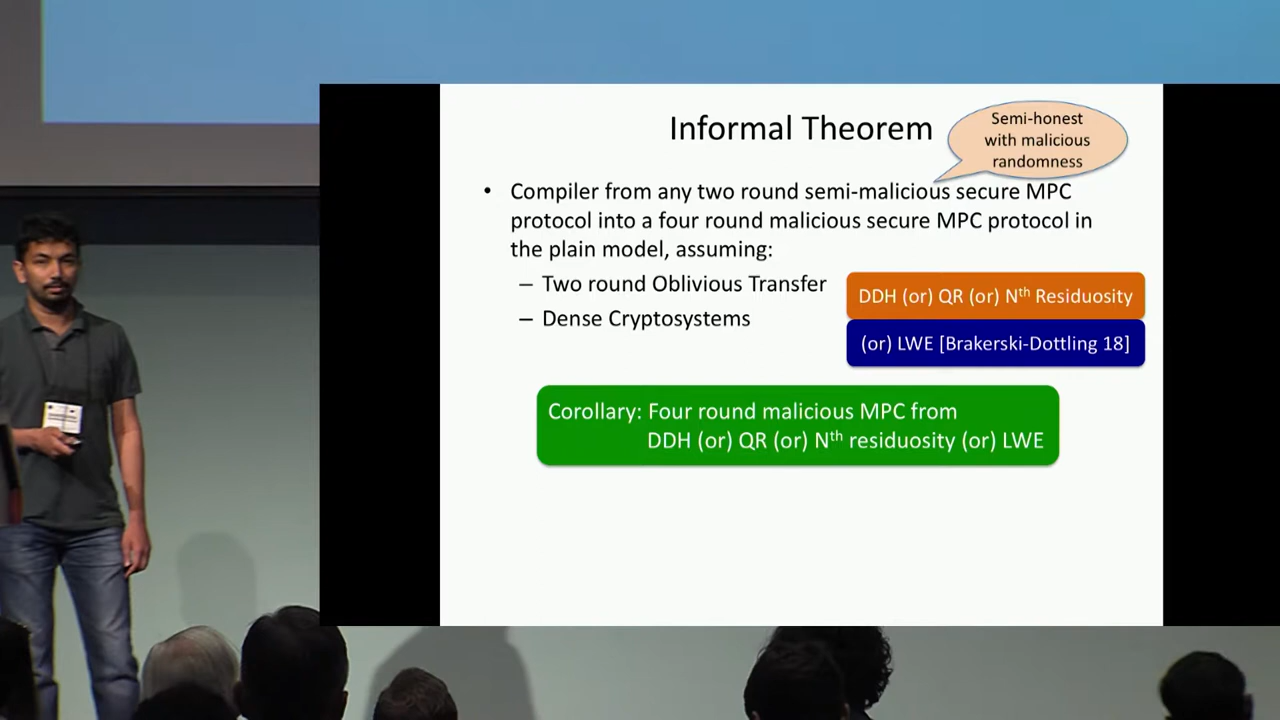 Informal Theorem
Semi-honest
with malicious
randomness
• Compiler from any two round semi-malicious secure MPC
protocol into a four round malicious secure MPC protocol in
the plain model, assuming:
– Two round Oblivious Transfer
– Dense Cryptosystems
DDH (or) QR (or) Nth Residuosity
(or) LWE [Brakerski-Dottling 18]
Corollary: Four round malicious MPC from
DDH (or) QR (or) Nth residuosity (or) LWE